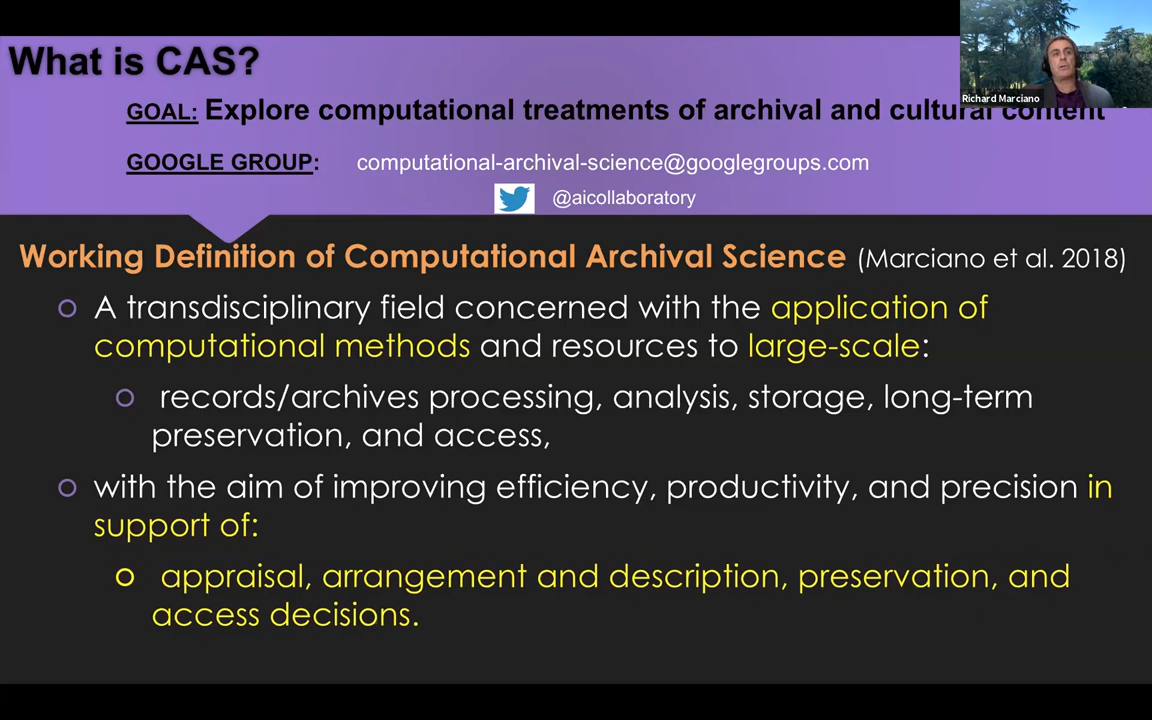 What is CAS?
Richard Marciano
GOAL: Explore computational treatments of archival and cultural content
GOOGLE GROUP: computational-archival-science@googlegroups.com
@aicollaboratory
Working Definition of Computational Archival Science (Marciano et al. 2018)
A transdisciplinary field concerned with the application of
computational methods and resources to large-scale:
records/archives processing, analysis, storage, long-term
preservation, and access,
with the aim of improving efficiency, productivity, and precision in
support of:
appraisal, arrangement and description, preservation, and
access decisions.